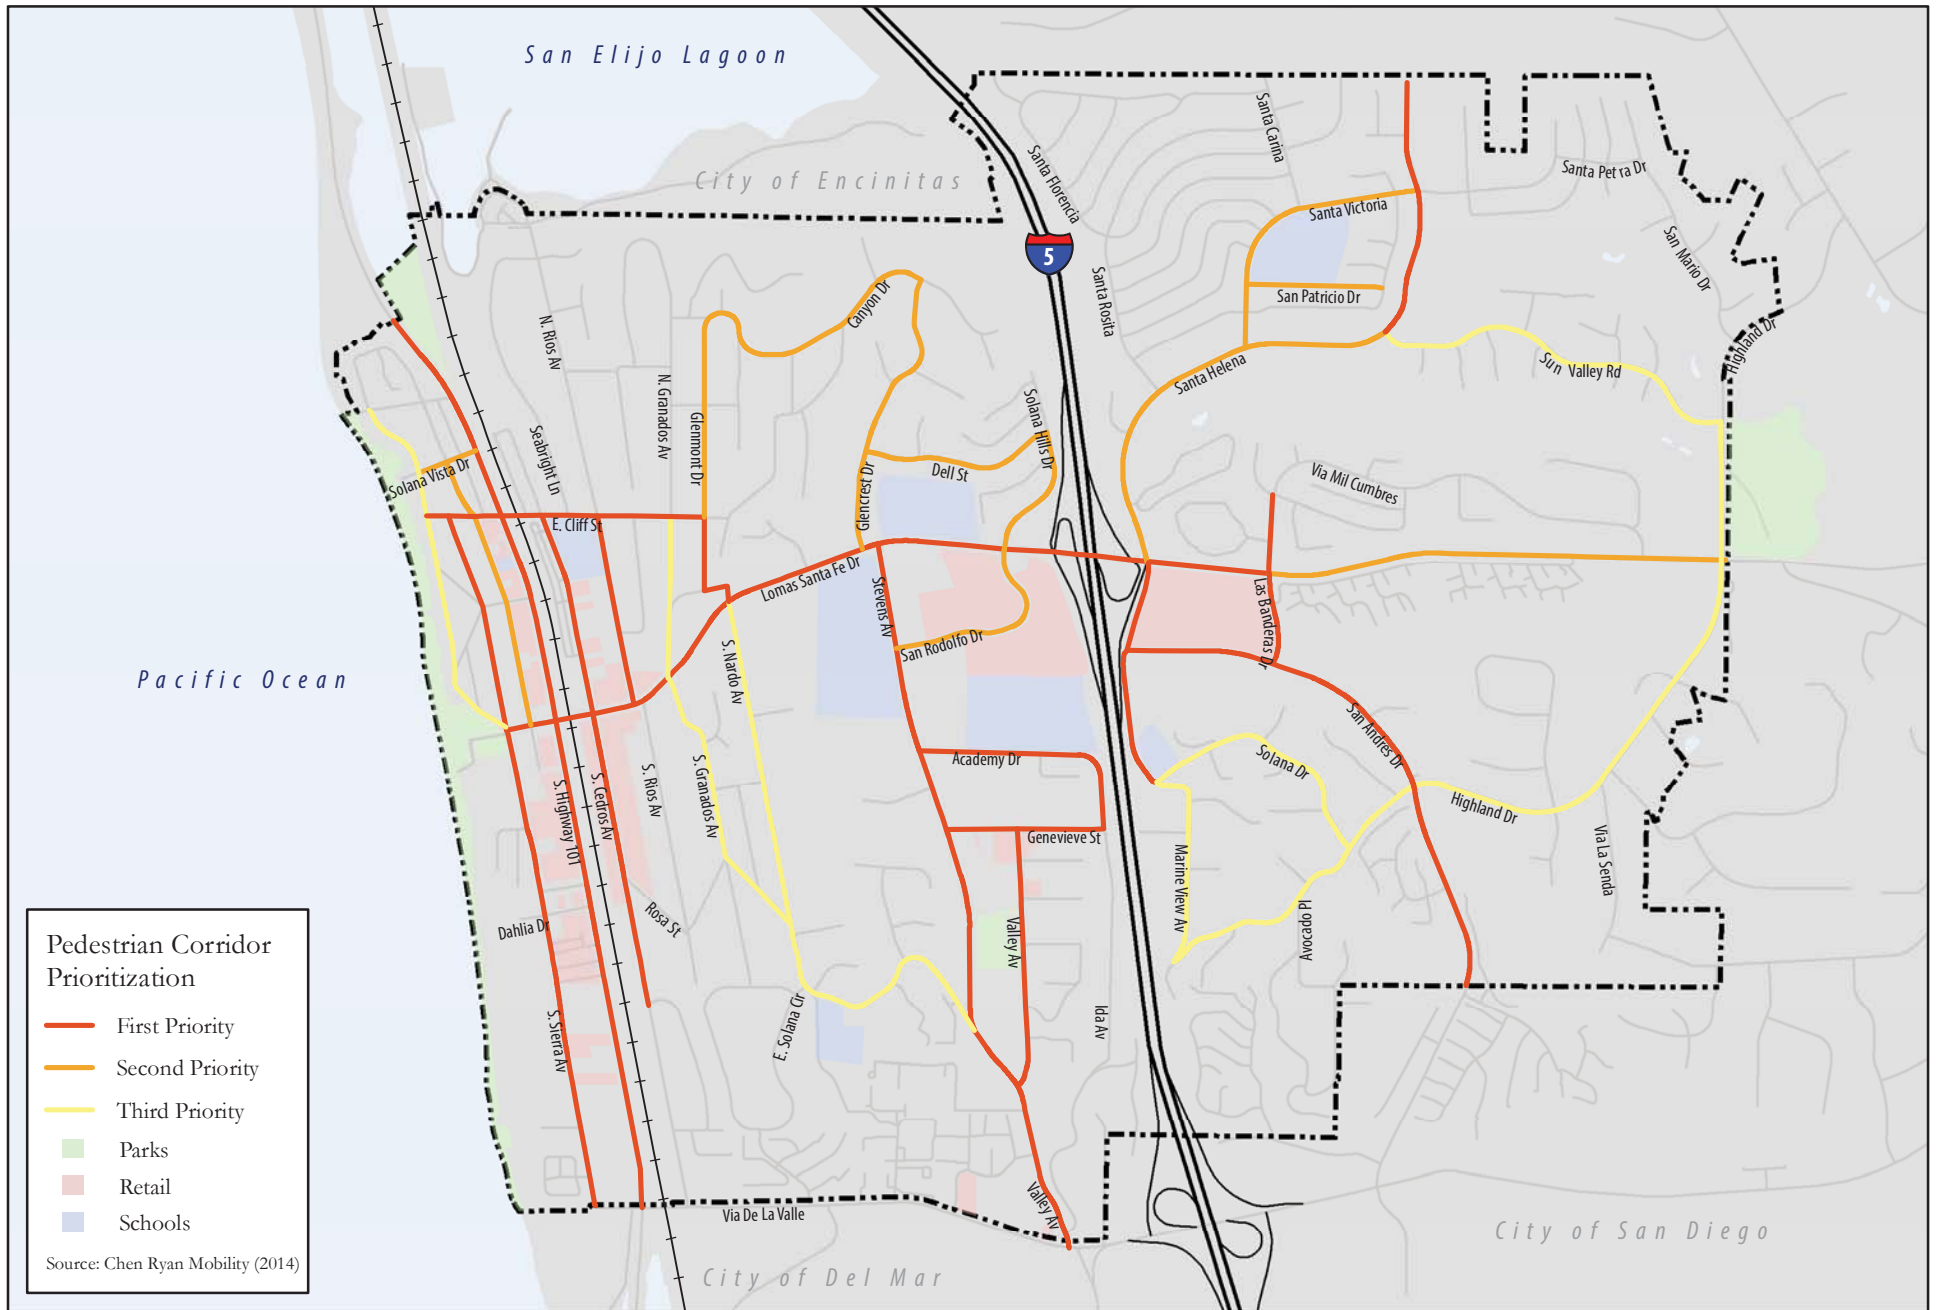 San Elijo Lagoon
City of Encinitas
Santa Florencia
Santa Carina
Santa Petra Dr
Santa Victoria
San Mario Dr
5
Santa Rosita
San Patricio Dr
Canyon Dr
N. Rios Av
Highland Dr
Sun Valley Rd
Santa Helena
N. Granados Av
Glenmont Dr
Solana Hills Dr
Seabright Ln
Solana Vista Dr
Glencrest Dr
Dell St
Via Mil Cumbres
E. Cliff St
Lomas Santa Fe Dr
Stevens Av
Las Banderas Dr
San Rodolfo Dr
S. Nardo Av
Pacific Ocean
San Andres Dr
Solana Dr
Academy Dr
S. Highway 101
S. Cedros Av
S. Rios Av
S. Granados Av
Highland Dr
Genevieve St
Marine View Av
Via La Senda
Rosa St
Dahlia Dr
Valley Av
Avocado Pl
S. Sierra Av
E. Solana Cir
Ida Av
Valley Av
Via De La Valle
City of San Diego
City of Del Mar
Pedestrian Corridor
Prioritization
First Priority
Second Priority
Third Priority
Parks
Retail
Schools
Source: Chen Ryan Mobility (2014)